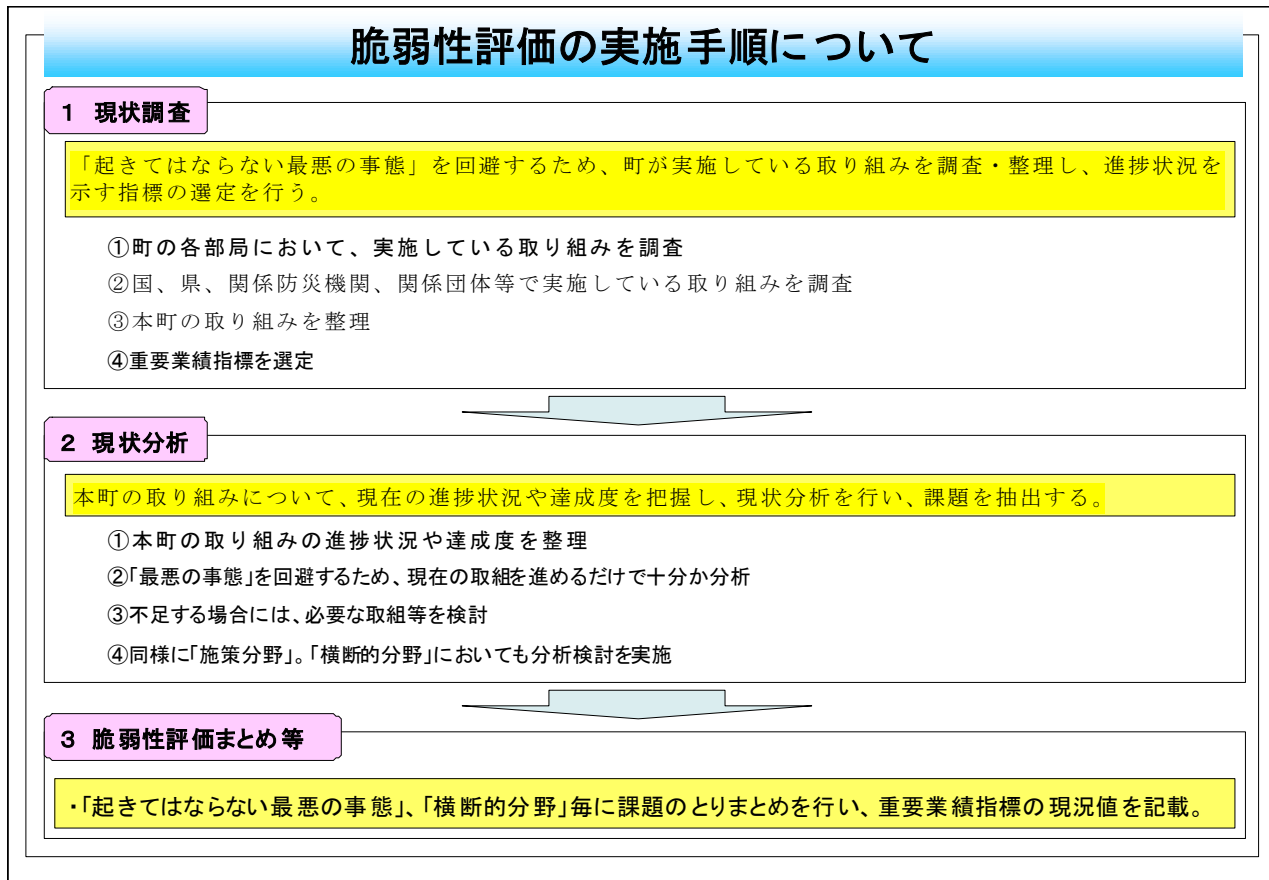 脆弱性評価の実施手順について
1 現状調査
「起きてはならない最悪の事態」を回避するため、町が実施している取り組みを調査・整理し、進捗状況を
示す指標の選定を行う。
①町の各部局において、実施している取り組みを調査
②国、県、関係防災機関、関係団体等で実施している取り組みを調査
③本町の取り組みを整理
④重要業績指標を選定
2 現状分析
本町の取り組みについて、現在の進捗状況や達成度を把握し、現状分析を行い、課題を抽出する。
①本町の取り組みの進捗状況や達成度を整理
②「最悪の事態」を回避するため、現在の取組を進めるだけで十分か分析
③不足する場合には、必要な取組等を検討
④同様に「施策分野」。「横断的分野」においても分析検討を実施
3 脆弱性評価まとめ等
・「起きてはならない最悪の事態」、「横断的分野」毎に課題のとりまとめを行い、重要業績指標の現況値を記載。